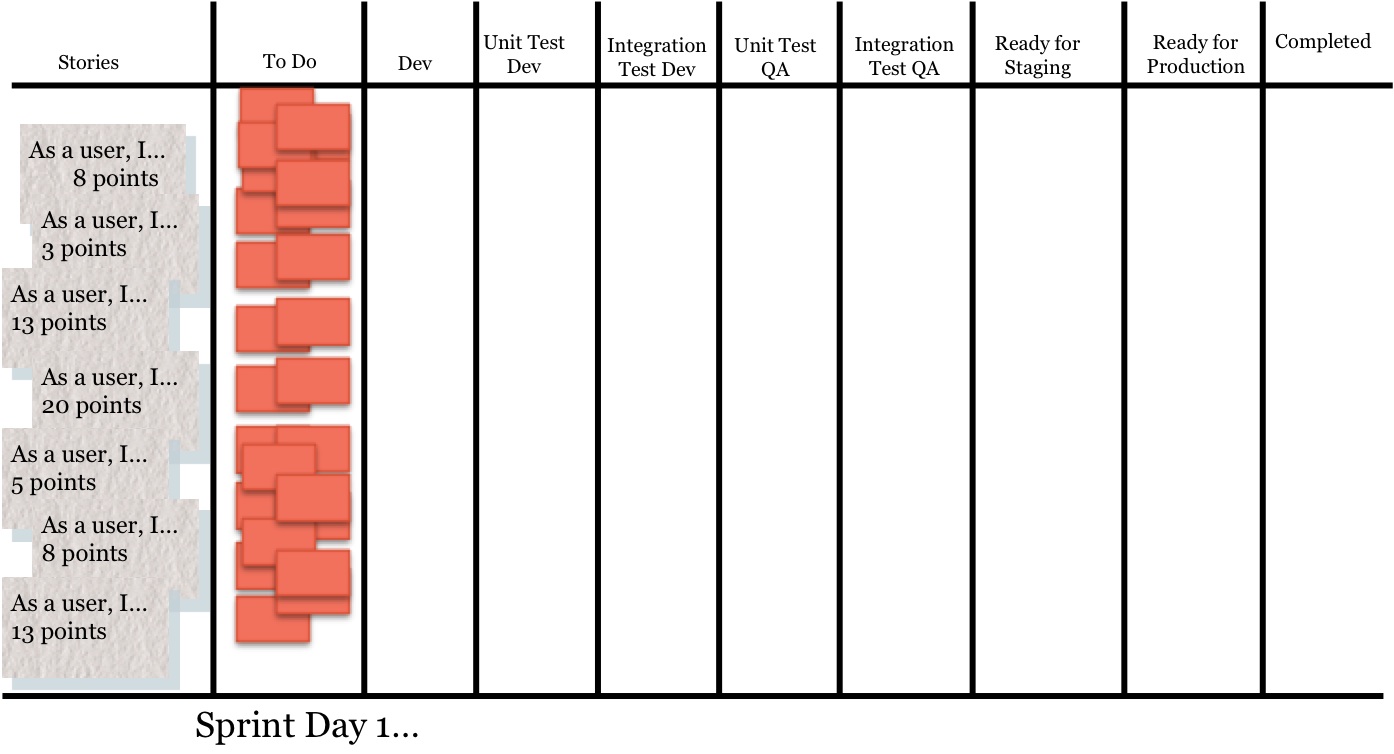 Stories
To Do
Dev
Unit Test
Dev
Integration
Test Dev
Unit Test
QA
Integration
Test QA
Ready for
Staging
Ready for
Production
Completed
As a user, I...
8 points
As a user, I...
3 points
As a user, I...
13 points
As a user, I...
20 points
As a user, I...
5 points
As a user, I...
8 points
As a user, I...
13 points
Sprint Day 1...